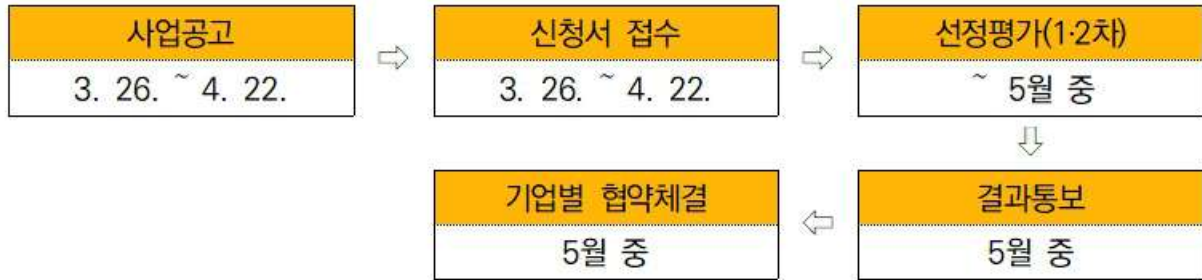 사업공고
3. 26. ~ 4. 22.
신청서 접수
3. 26. ~ 4. 22.
선정평가(1·2차)
~ 5월 중
결과통보
5월 중
기업별 협약체결
5월 중